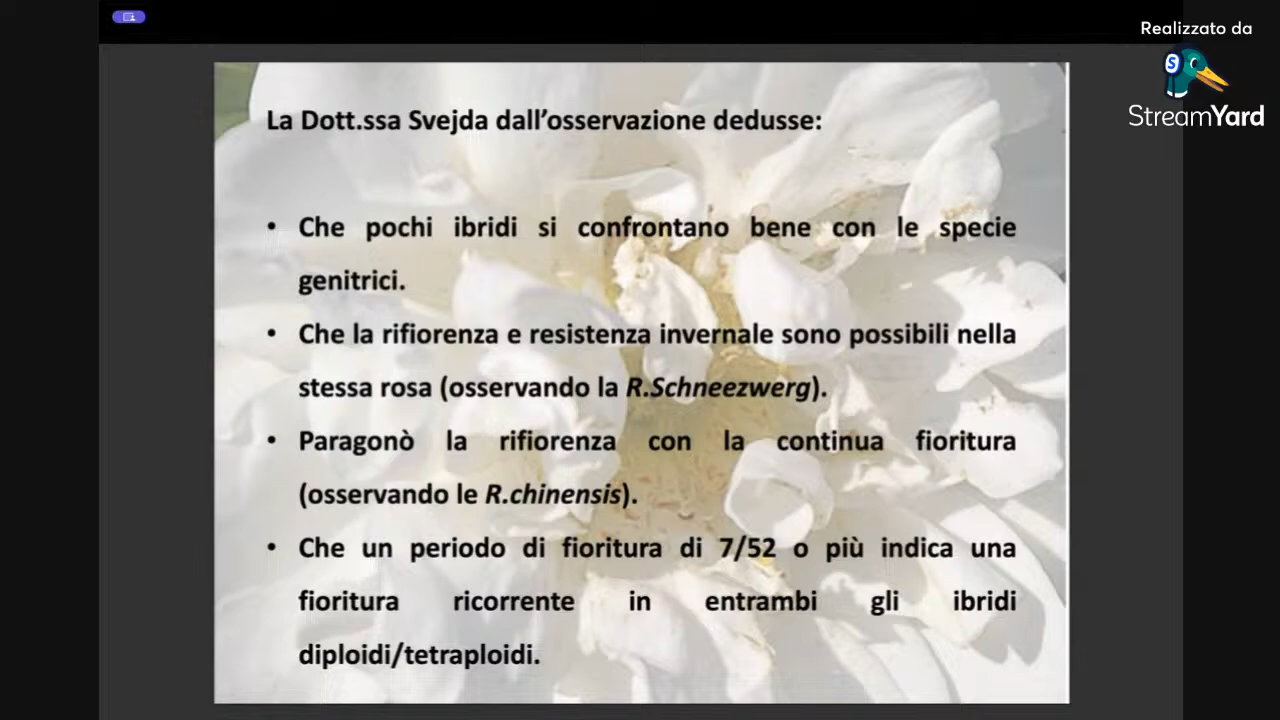 Realizzato da
StreamYard
La Dott.ssa Svejda dall'osservazione dedusse:
• Che pochi ibridi si confrontano bene con le specie
genitrici.
• Che la rifiorenza e resistenza invernale sono possibili nella
stessa rosa (osservando la R.Schneezwerg).
• Paragonò la rifiorenza con la continua fioritura
(osservando le R.chinensis).
• Che un periodo di fioritura di 7/52 o più indica una
fioritura ricorrente in entrambi gli ibridi
diploidi/tetraploidi.